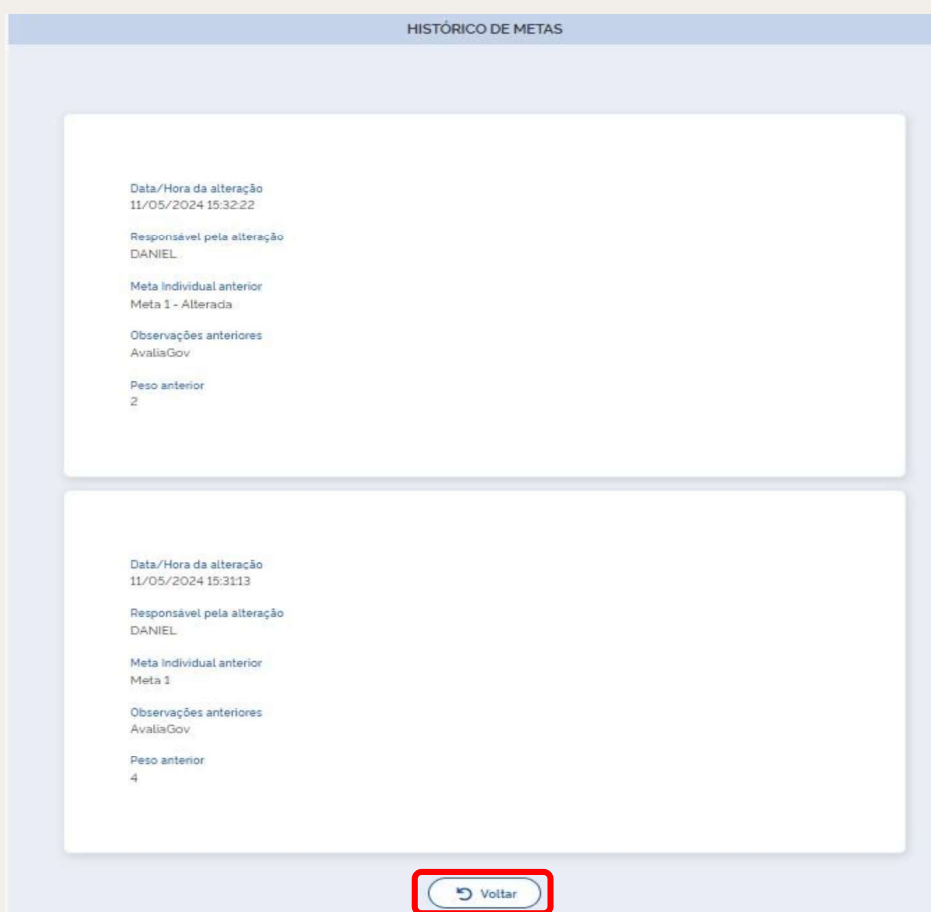 HISTÓRICO DE METAS
Data/Hora da alteração
11/05/2024 15:32:22
Responsável pela alteração
DANIEL
Meta Individual anterior
Meta 1 - Alterada
Observações anteriores
AvaliaGov
Peso anterior
2
Data/Hora da alteração
11/05/2024 15:31:13
Responsável pela alteração
DANIEL
Meta Individual anterior
Meta 1
Observações anteriores
AvaliaGov
Peso anterior
4
Voltar